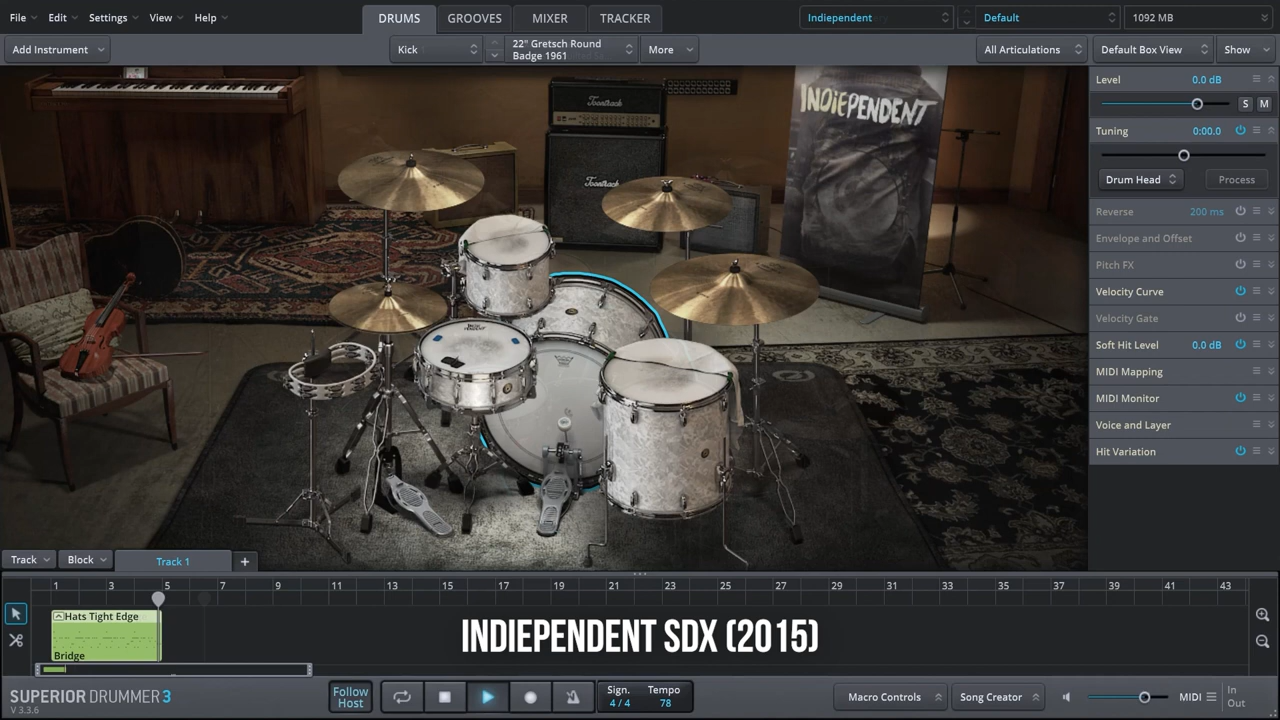 File Edit Settings View Help
DRUMS GROOVES MIXER TRACKER
Indiependent Default 1092 MB
Add Instrument
Kick 22" Gretsch Round
Badge 1961
More
All Articulations Default Box View Show
Toontrack
Toontrack
INDIEPENDENT
Level 0.0 dB
S M
Tuning 0:00.0
Drum Head Process
Reverse 200 ms
Envelope and Offset
Pitch FX
Velocity Curve
Velocity Gate
Soft Hit Level 0.0 dB
MIDI Mapping
MIDI Monitor
Voice and Layer
Hit Variation
Track Block Track 1 +
1 3 5 7 9 11 13 15 17 19 21 23 25 27 29 31 33 35 37 39 41 43
Hats Tight Edge
Bridge
INDIEPENDENT SDX (2015)
SUPERIOR DRUMMER 3
V 3.3.6
Follow
Host
Sign. Tempo
4 / 4 78
Macro Controls Song Creator
MIDI
In
Out